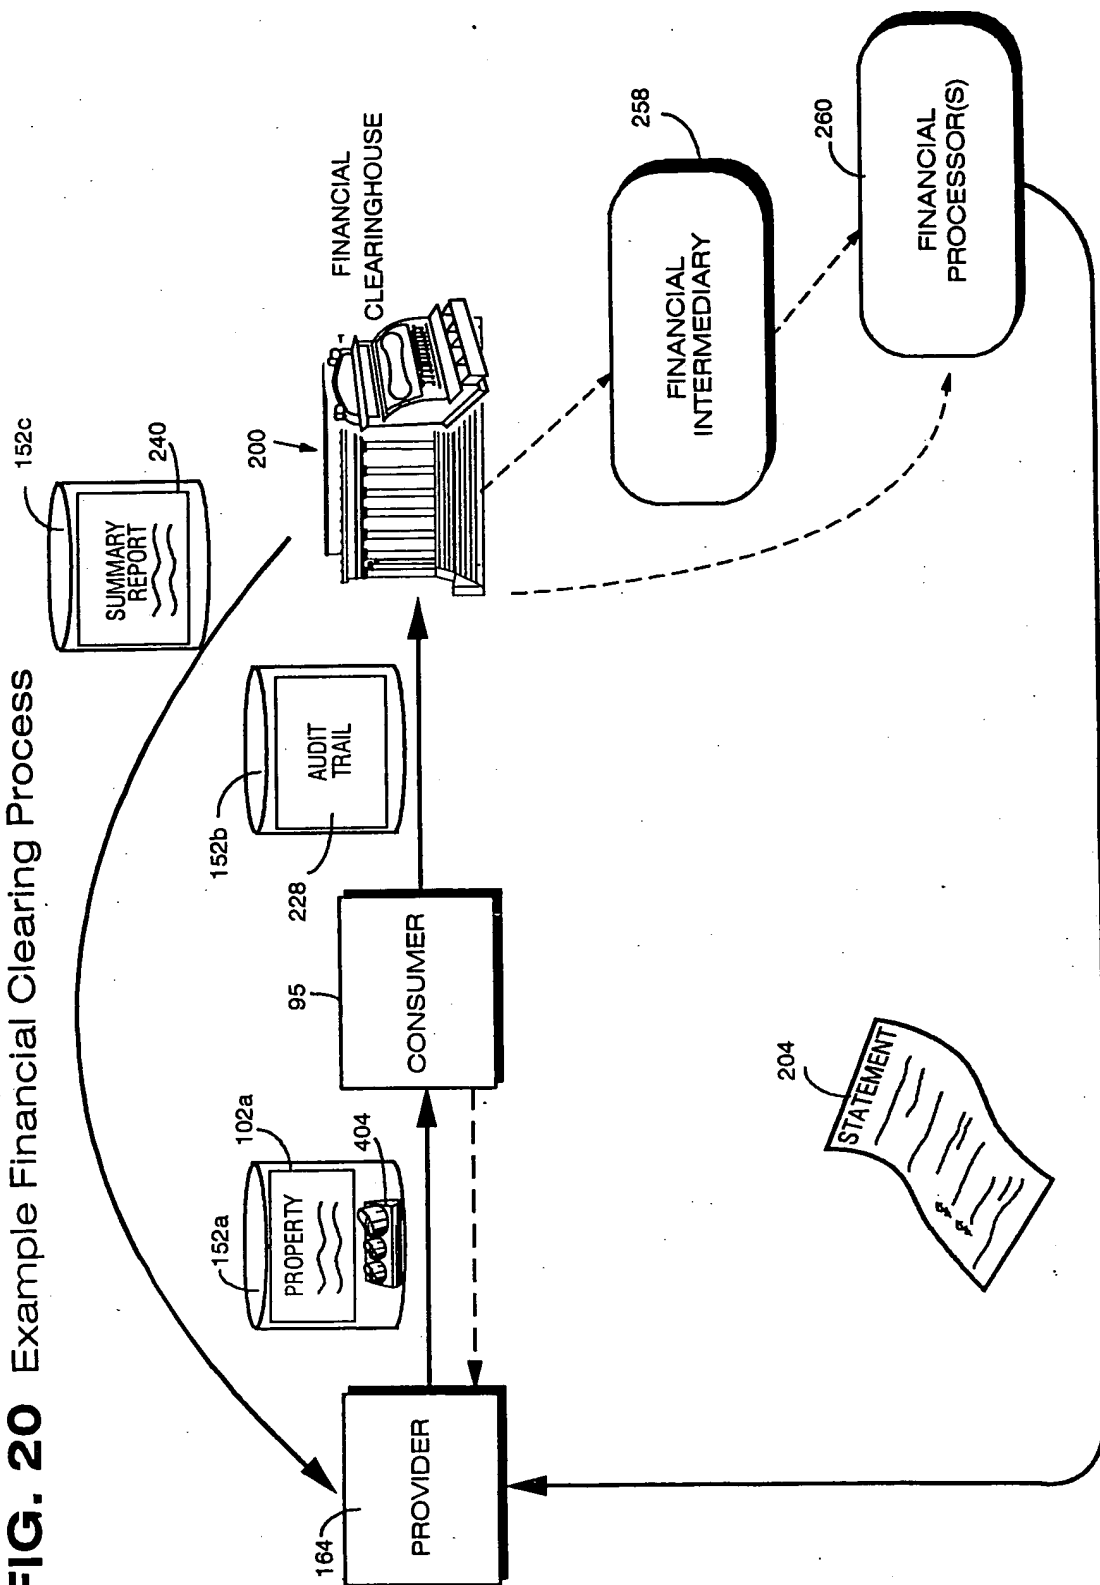 FIG. 20 Example Financial Clearing Process
152c
SUMMARY
REPORT
240
152a
PROPERTY
102a
404
152b
AUDIT
TRAIL
228
200
FINANCIAL
CLEARINGHOUSE
164
PROVIDER
95
CONSUMER
FINANCIAL
INTERMEDIARY
258
FINANCIAL
PROCESSOR(S)
260
STATEMENT
204